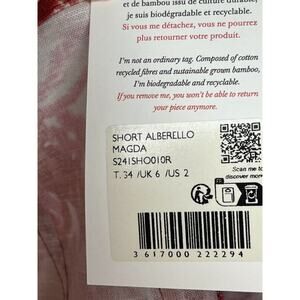 et de bambou issu de culture durable,
je suis biodégradable et recyclable.
Si vous me détachez, vous ne pourrez
plus retourner votre produit.
I'm not an ordinary tag. Composed of cotton
recycled fibres and sustainable grown bamboo,
I'm biodegradable and recyclable.
If you remove me, you won't be able to return
your piece anymore.
SHORT ALBERELLO
MAGDA
S241SHO010R
T. 34 /UK 6 /US 2
Scan me to
discover more
3 617000 222294